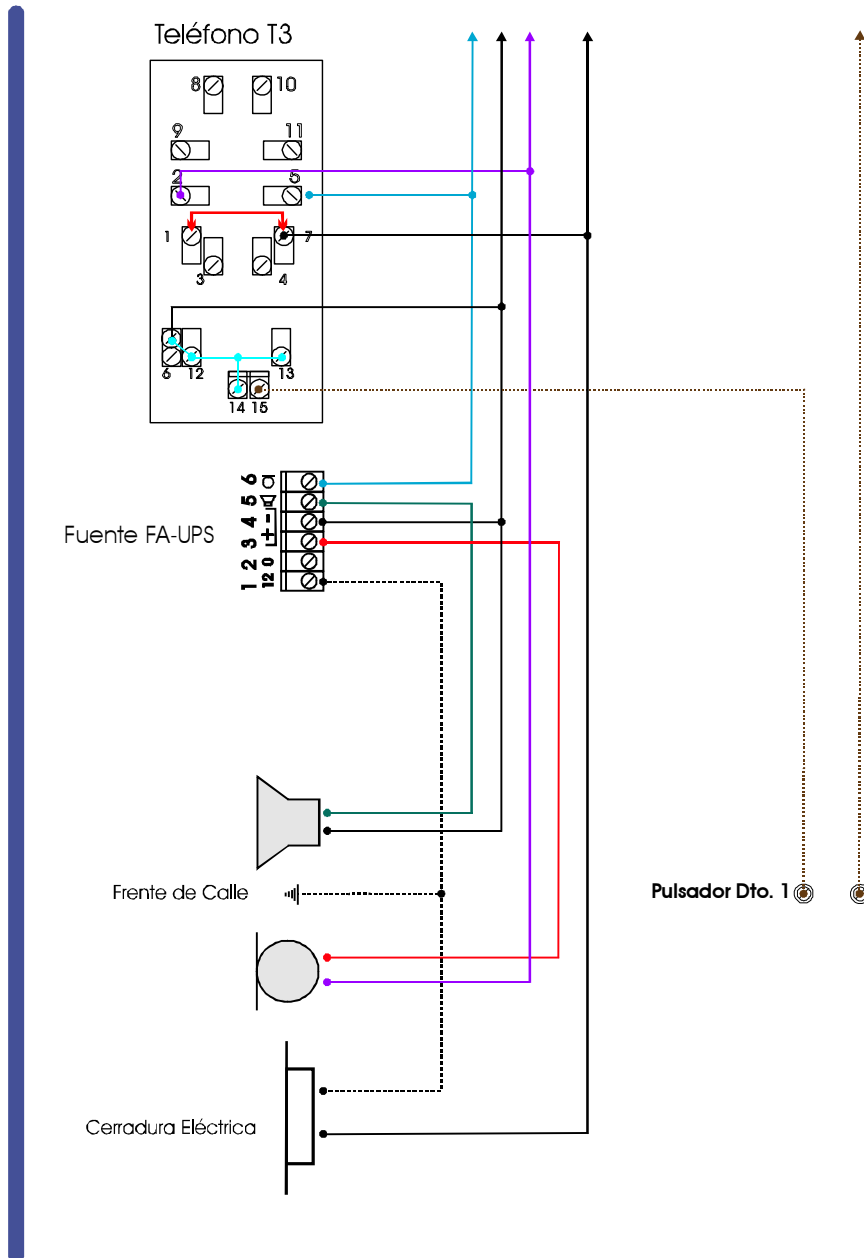 Teléfono T3
8 10
9 11
2 5
1 7
3 4
6 12 13
14 15
Fuente FA-UPS
6
5
4 -
3 +
2 0
1 12
Frente de Calle
Pulsador Dto. 1
Cerradura Eléctrica